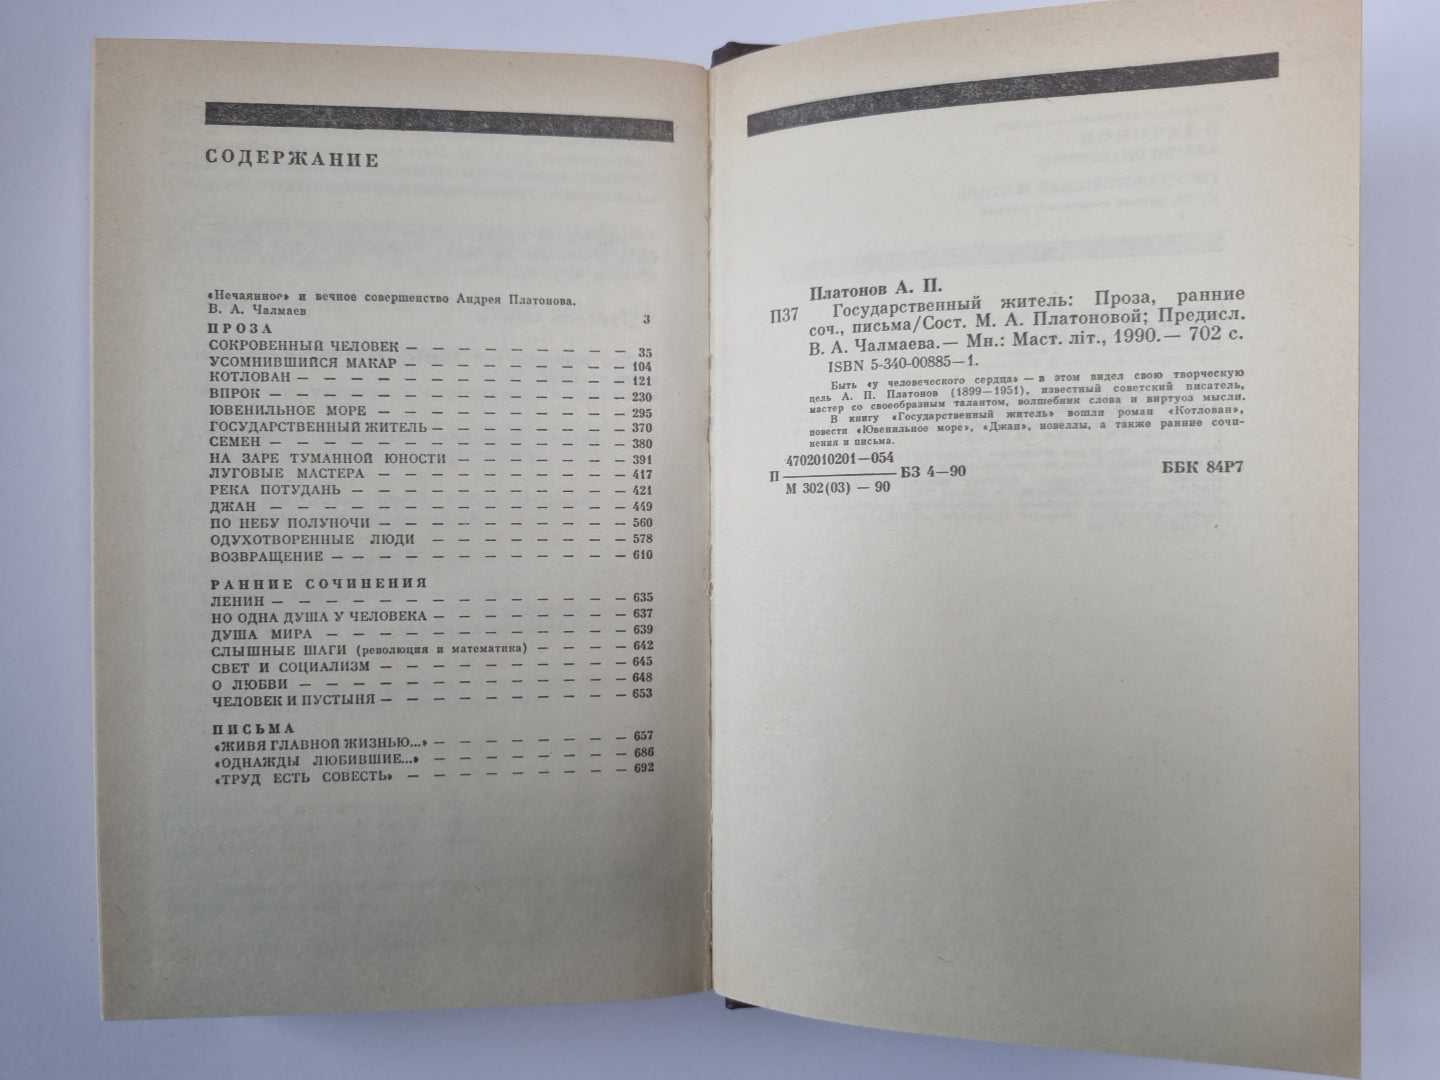 СОДЕРЖАНИЕ
«Нечаянное» и вечное совершенство Андрея Платонова.
В. А. Чалмаев 3
ПРОЗА
СОКРОВЕННЫЙ ЧЕЛОВЕК — — — — — — — — — 35
УСОМНИВШИЙСЯ МАКАР — — — — — — — — — 104
КОТЛОВАН — — — — — — — — — — — — — 121
ВПРОК — — — — — — — — — — — — — — 230
ЮВЕНИЛЬНОЕ МОРЕ — — — — — — — — — — 295
ГОСУДАРСТВЕННЫЙ ЖИТЕЛЬ — — — — — — — — 370
СЕМЕН — — — — — — — — — — — — — — 380
НА ЗАРЕ ТУМАННОЙ ЮНОСТИ — — — — — — — 391
ЛУГОВЫЕ МАСТЕРА — — — — — — — — — — 417
РЕКА ПОТУДАНЬ — — — — — — — — — — — 421
ДЖАН — — — — — — — — — — — — — — 449
ПО НЕБУ ПОЛУНОЧИ — — — — — — — — — — 560
ОДУХОТВОРЕННЫЕ ЛЮДИ — — — — — — — — 578
ВОЗВРАЩЕНИЕ — — — — — — — — — — — — 610
РАННИЕ СОЧИНЕНИЯ
ЛЕНИН — — — — — — — — — — — — — — 635
НО ОДНА ДУША У ЧЕЛОВЕКА — — — — — — — — 637
ДУША МИРА — — — — — — — — — — — — 639
СЛЫШНЫЕ ШАГИ (революция и математика) — — — — 642
СВЕТ И СОЦИАЛИЗМ — — — — — — — — — — 645
О ЛЮБВИ — — — — — — — — — — — — — 648
ЧЕЛОВЕК И ПУСТЫНЯ — — — — — — — — — — 653
ПИСЬМА
«ЖИВЯ ГЛАВНОЙ ЖИЗНЬЮ...» — — — — — — — — 657
«ОДНАЖДЫ ЛЮБИВШИЕ...» — — — — — — — — 686
«ТРУД ЕСТЬ СОВЕСТЬ» — — — — — — — — — 692
Платонов А. П.
П37 Государственный житель: Проза, ранние
соч., письма/Сост. М. А. Платоновой; Предисл.
В. А. Чалмаева.— Мн.: Маст. літ., 1990.— 702 с.
ISBN 5-340-00885—1.
Быть «у человеческого сердца» — в этом видел свою творческую
цель А. П. Платонов (1899—1951), известный советский писатель,
мастер со своеобразным талантом, волшебник слова и виртуоз мысли.
В книгу «Государственный житель» вошли роман «Котлован»,
повести «Ювенильное море», «Джан», новеллы, а также ранние сочи-
нения и письма.
4702010201—054
П БЗ 4—90 ББК 84Р7
М 302(03) — 90